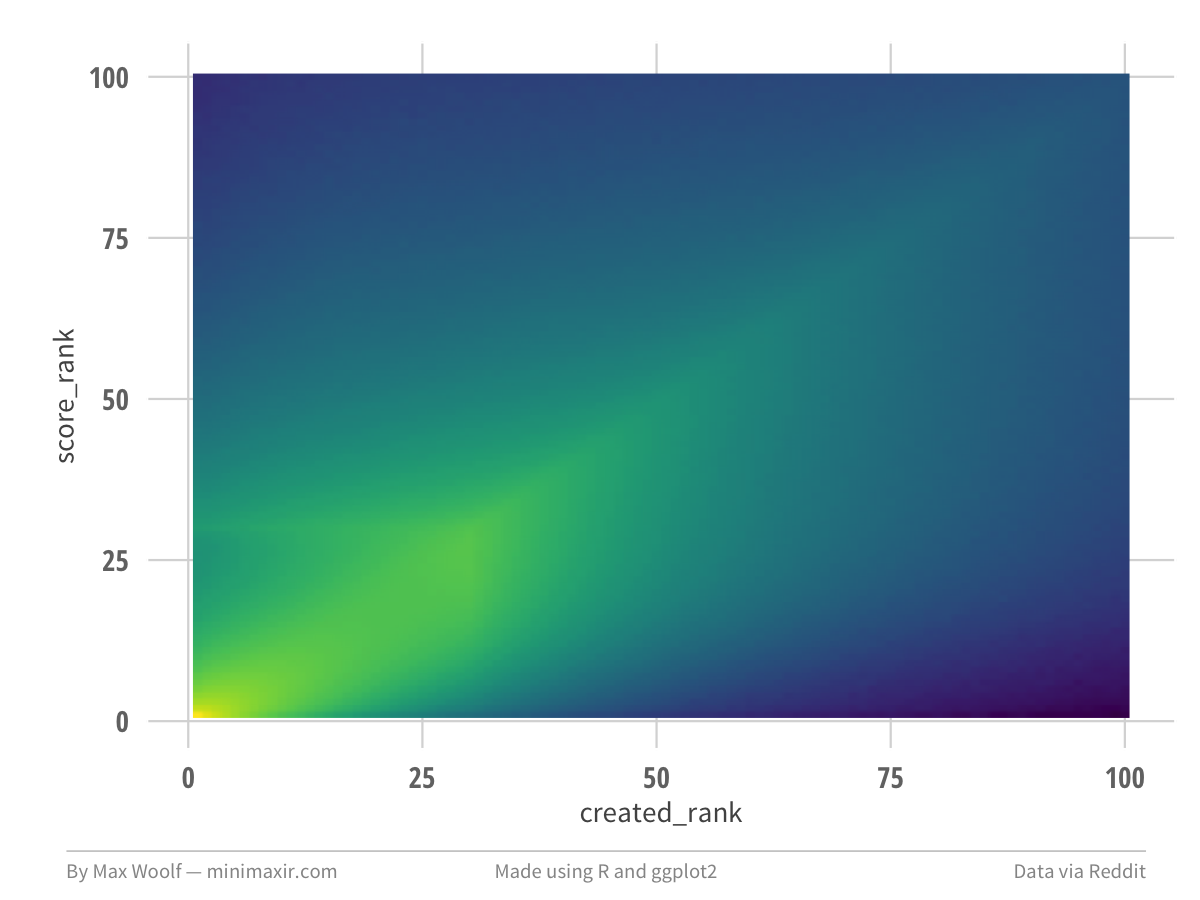 100
75
50
25
0
score_rank
0 25 50 75 100
created_rank
By Max Woolf — minimaxir.com Made using R and ggplot2 Data via Reddit